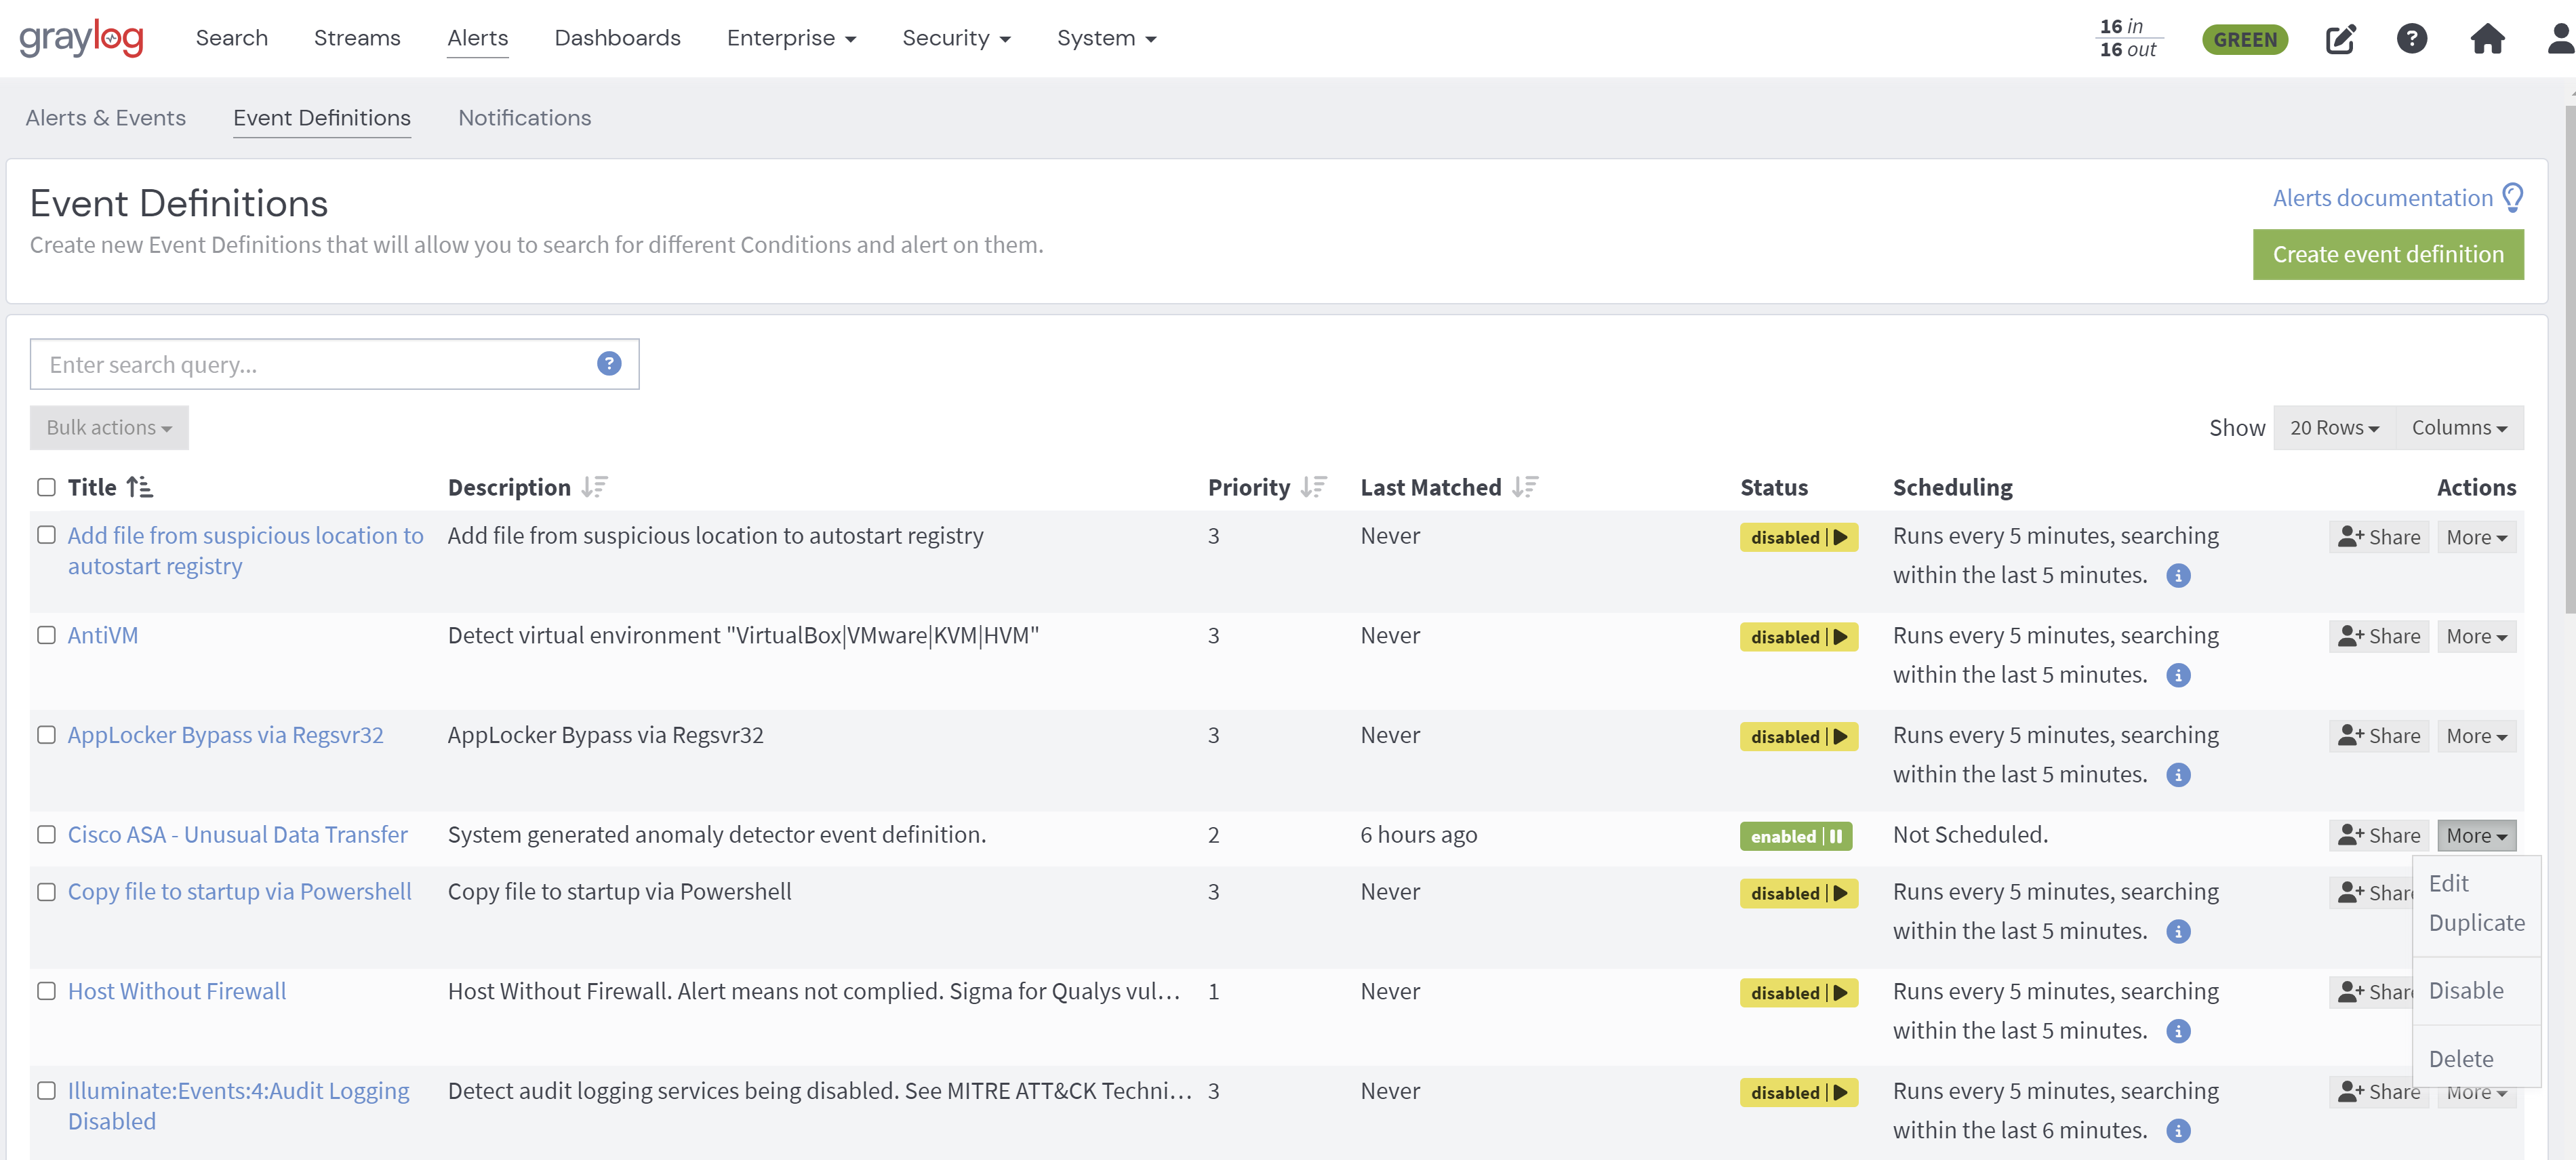 graylog Search Streams Alerts Dashboards Enterprise Security System 16 in GREEN
16 out
Alerts & Events Event Definitions Notifications
Event Definitions
Alerts documentation
Create new Event Definitions that will allow you to search for different Conditions and alert on them.
Create event definition
Enter search query...
Bulk actions Show 20 Rows Columns
Title Description Priority Last Matched Status Scheduling Actions
Add file from suspicious location to Add file from suspicious location to autostart registry 3 Never disabled Runs every 5 minutes, searching Share More
autostart registry within the last 5 minutes.
AntiVM Detect virtual environment "VirtualBox|VMware|KVM|HVM" 3 Never disabled Runs every 5 minutes, searching Share More
within the last 5 minutes.
AppLocker Bypass via Regsvr32 AppLocker Bypass via Regsvr32 3 Never disabled Runs every 5 minutes, searching Share More
within the last 5 minutes.
Cisco ASA - Unusual Data Transfer System generated anomaly detector event definition. 2 6 hours ago enabled Not Scheduled. Share More
Copy file to startup via Powershell Copy file to startup via Powershell 3 Never disabled Runs every 5 minutes, searching Share Edit
within the last 5 minutes. Duplicate
Host Without Firewall Host Without Firewall. Alert means not complied. Sigma for Qualys vul... 1 Never disabled Runs every 5 minutes, searching Share Disable
within the last 5 minutes.
Delete
Illuminate:Events:4:Audit Logging Detect audit logging services being disabled. See MITRE ATT&CK Techni... 3 Never disabled Runs every 5 minutes, searching Share More
Disabled within the last 6 minutes.